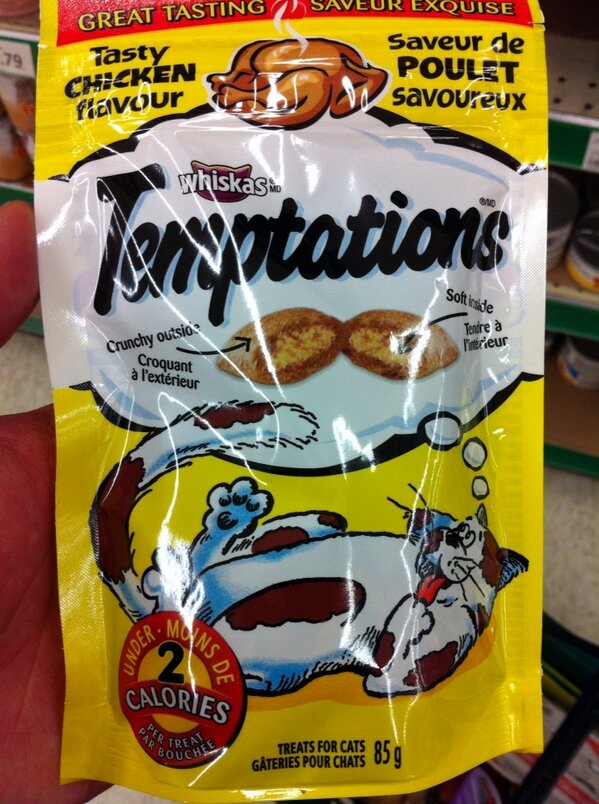 GREAT TASTING
SAVEUR EXQUISE
.79
Tasty
CHICKEN
flavour
Saveur de
POULET
savoureux
whiskas MD
Temptations ®/MD
Crunchy outside
Croquant
à l'extérieur
Soft inside
Tendre à
l'intérieur
UNDER • MOINS DE
2
CALORIES
PER TREAT
PAR BOUCHÉE
TREATS FOR CATS
GÂTERIES POUR CHATS
85 g